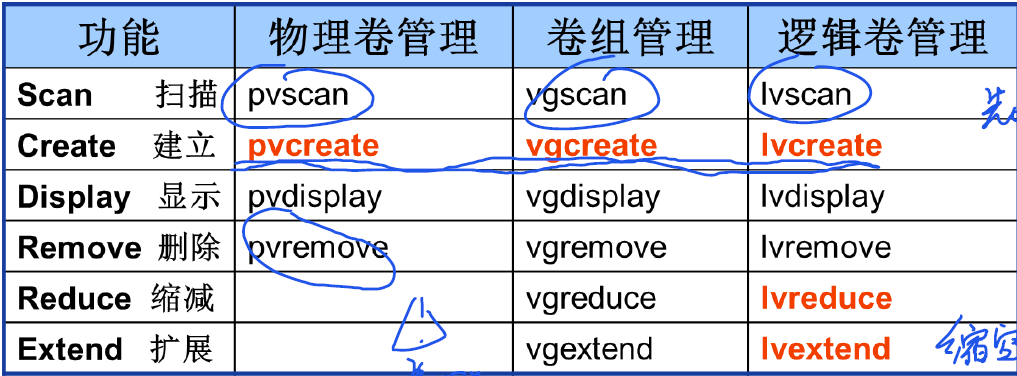 功能 物理卷管理 卷组管理 逻辑卷管理
Scan 扫描 pvscan vgscan lvscan
先
Create 建立 pvcreate vgcreate lvcreate
Display 显示 pvdisplay vgdisplay lvdisplay
Remove 删除 pvremove vgremove lvremove
Reduce 缩减 vgreduce lvreduce
Extend 扩展 vgextend lvextend
缩